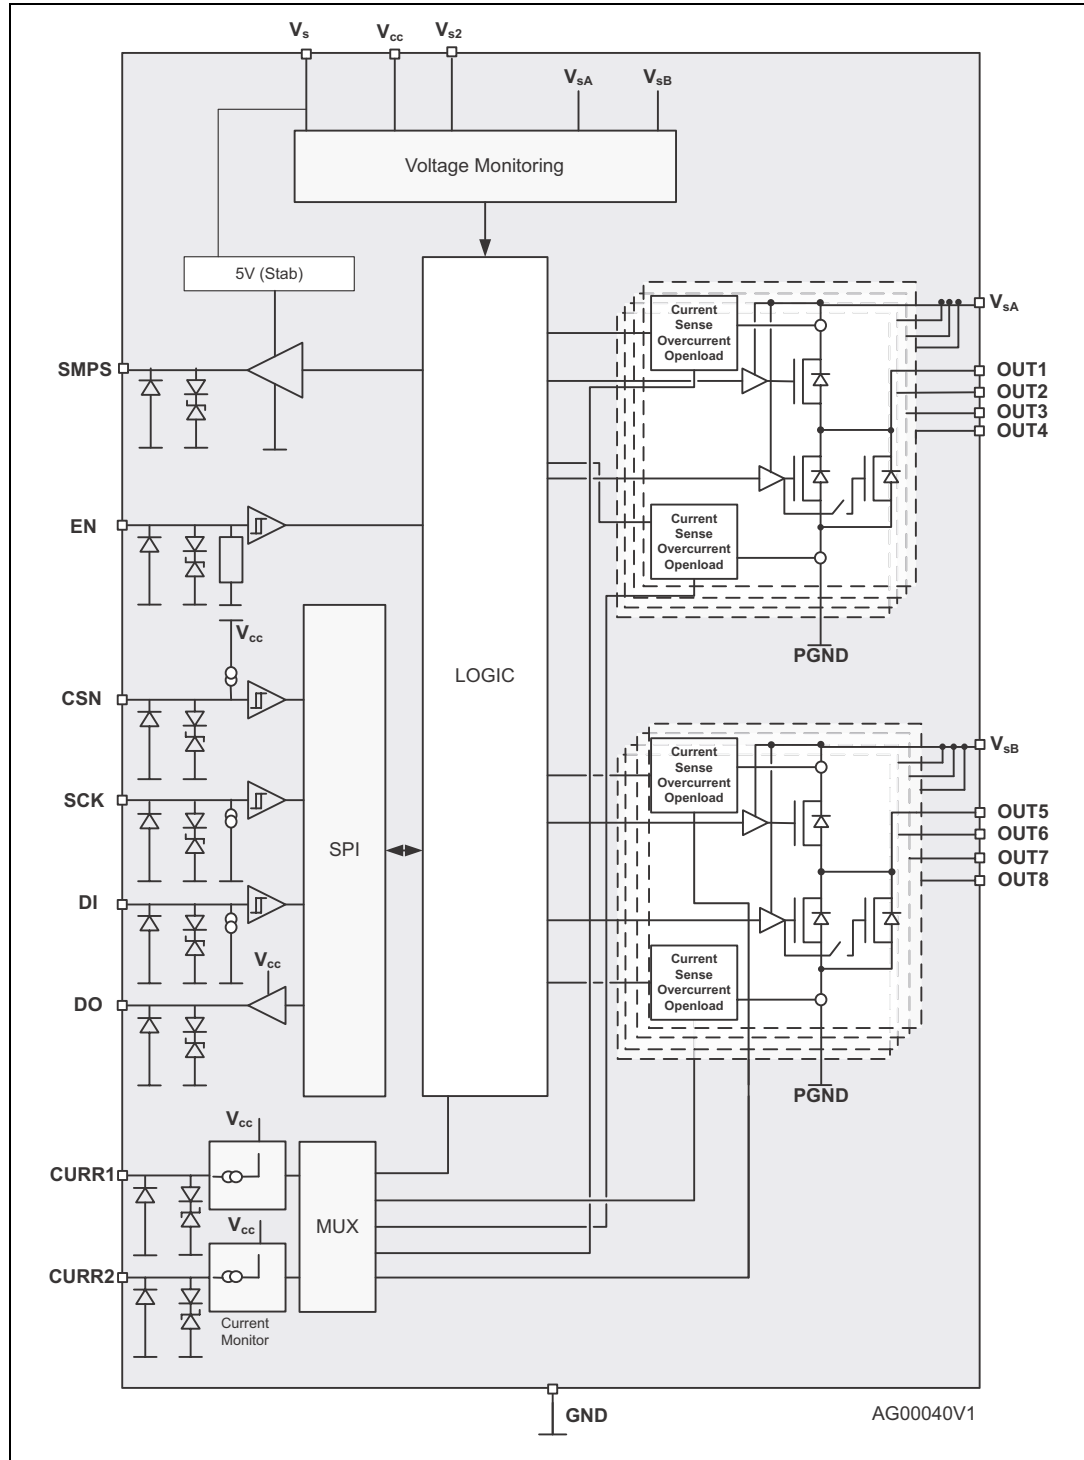 Vs
Vcc
Vs2
VsA
VsB
Voltage Monitoring
5V (Stab)
SMPS
EN
Vcc
CSN
SCK
DI
Vcc
DO
SPI
LOGIC
Current
Sense
Overcurrent
Openload
Current
Sense
Overcurrent
Openload
VsA
OUT1
OUT2
OUT3
OUT4
PGND
Current
Sense
Overcurrent
Openload
Current
Sense
Overcurrent
Openload
VsB
OUT5
OUT6
OUT7
OUT8
PGND
Vcc
CURR1
Vcc
CURR2
MUX
Current
Monitor
GND
AG00040V1